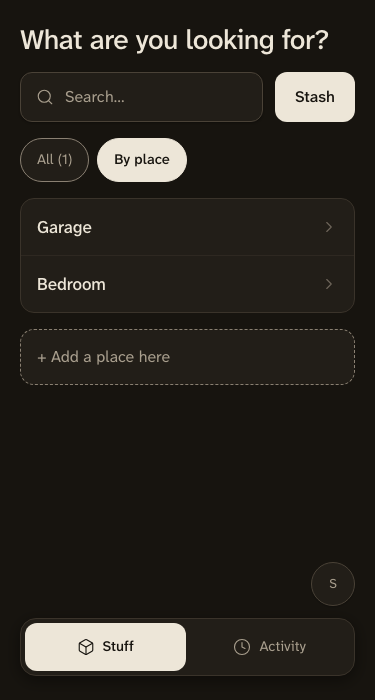 What are you looking for?
Search...
Stash
All (1)
By place
Garage
Bedroom
+ Add a place here
S
Stuff
Activity